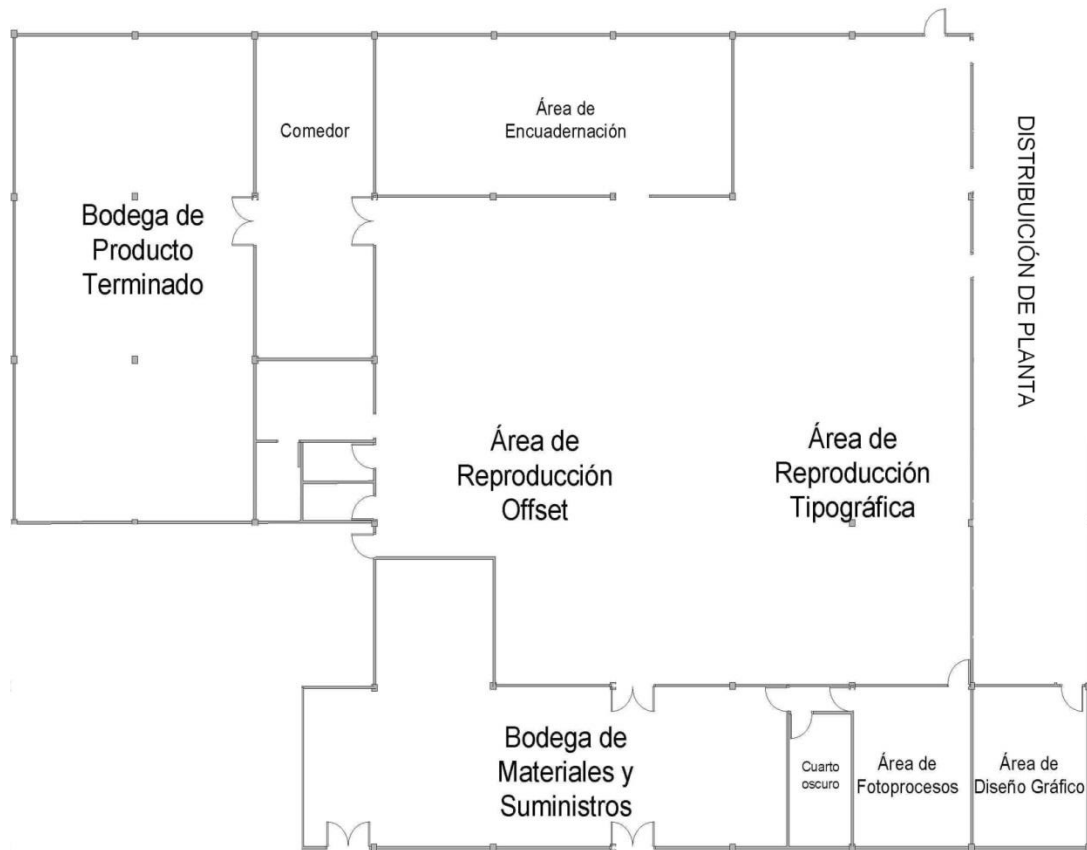 Comedor
Área de
Encuadernación
Bodega de
Producto
Terminado
DISTRIBUICIÓN DE PLANTA
Área de
Reproducción
Offset
Área de
Reproducción
Tipográfica
Bodega de
Materiales y
Suministros
Cuarto
oscuro
Área de
Fotoprocesos
Área de
Diseño Gráfico